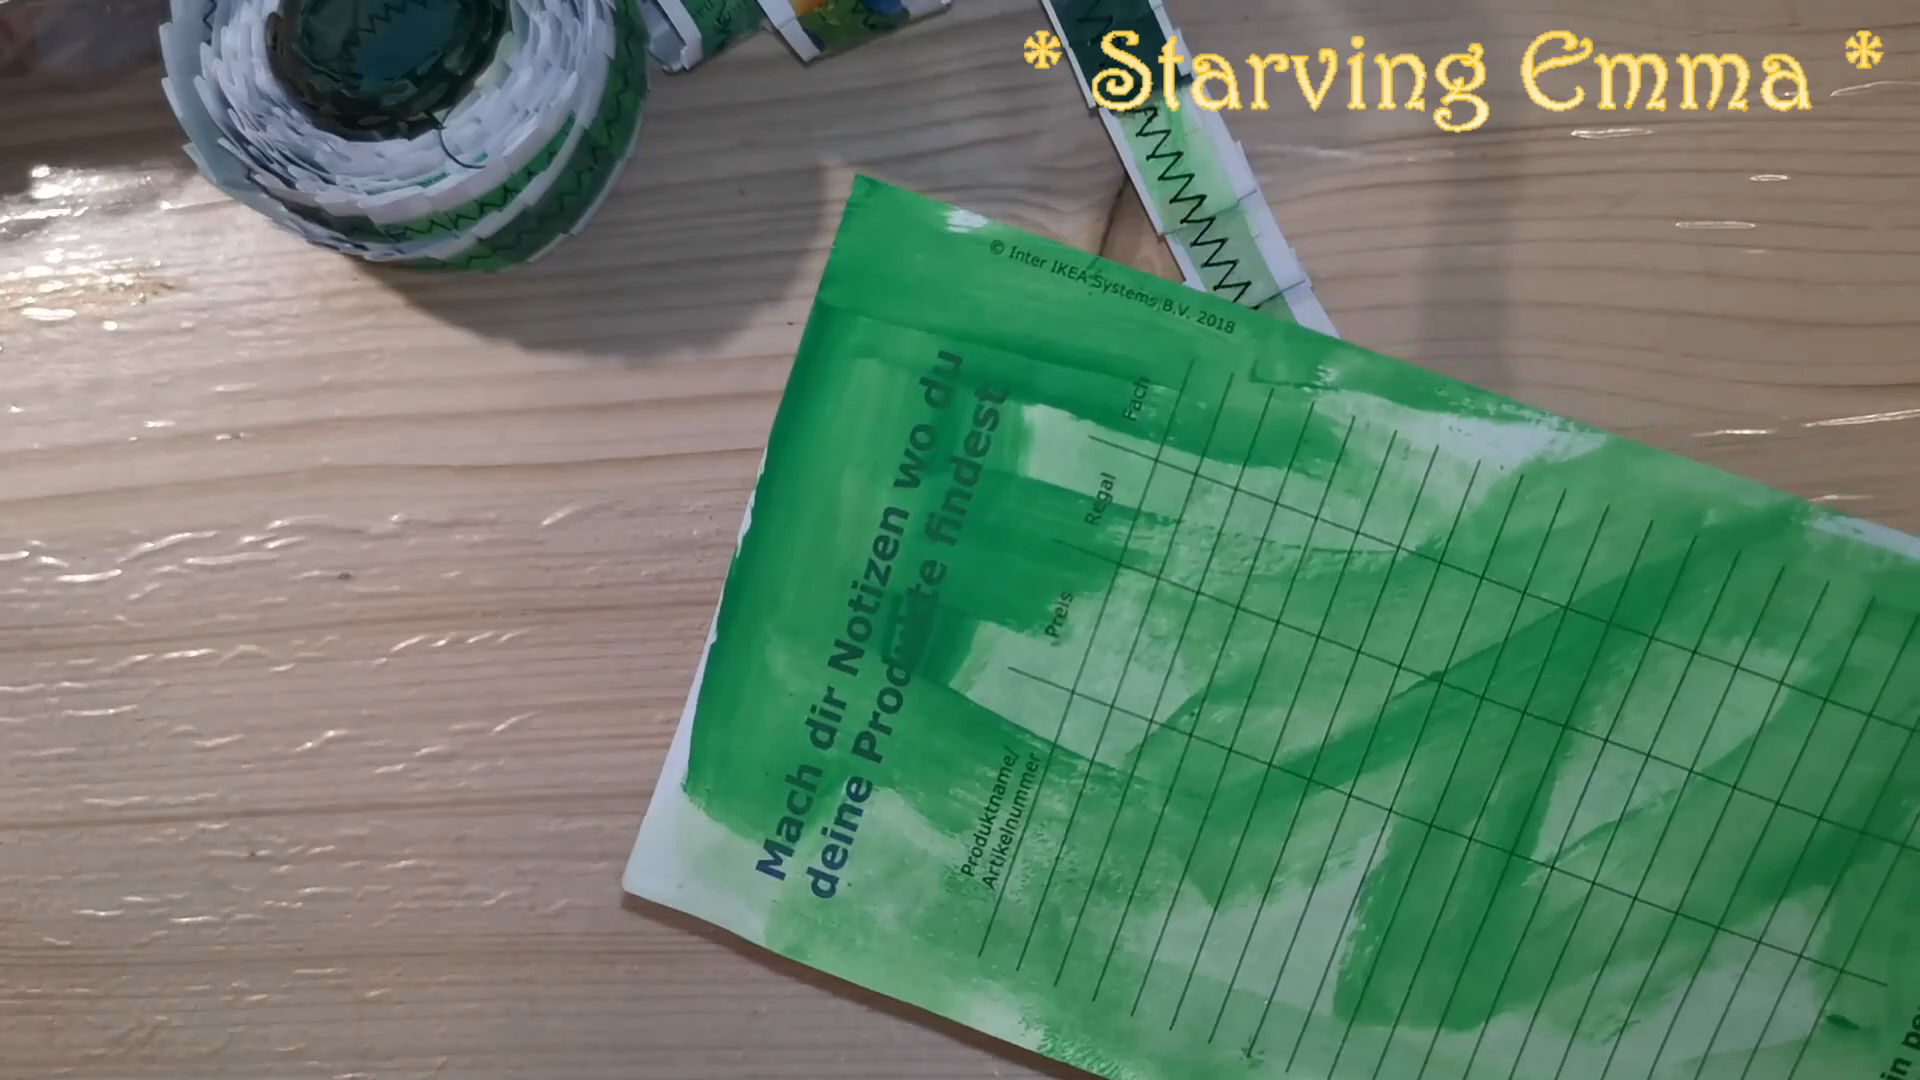 * Starving Emma *
© Inter IKEA Systems B.V. 2018
Mach dir Notizen wo du
deine Produkte findest
Produktname/
Artikelnummer
Preis
Regal
Fach
in